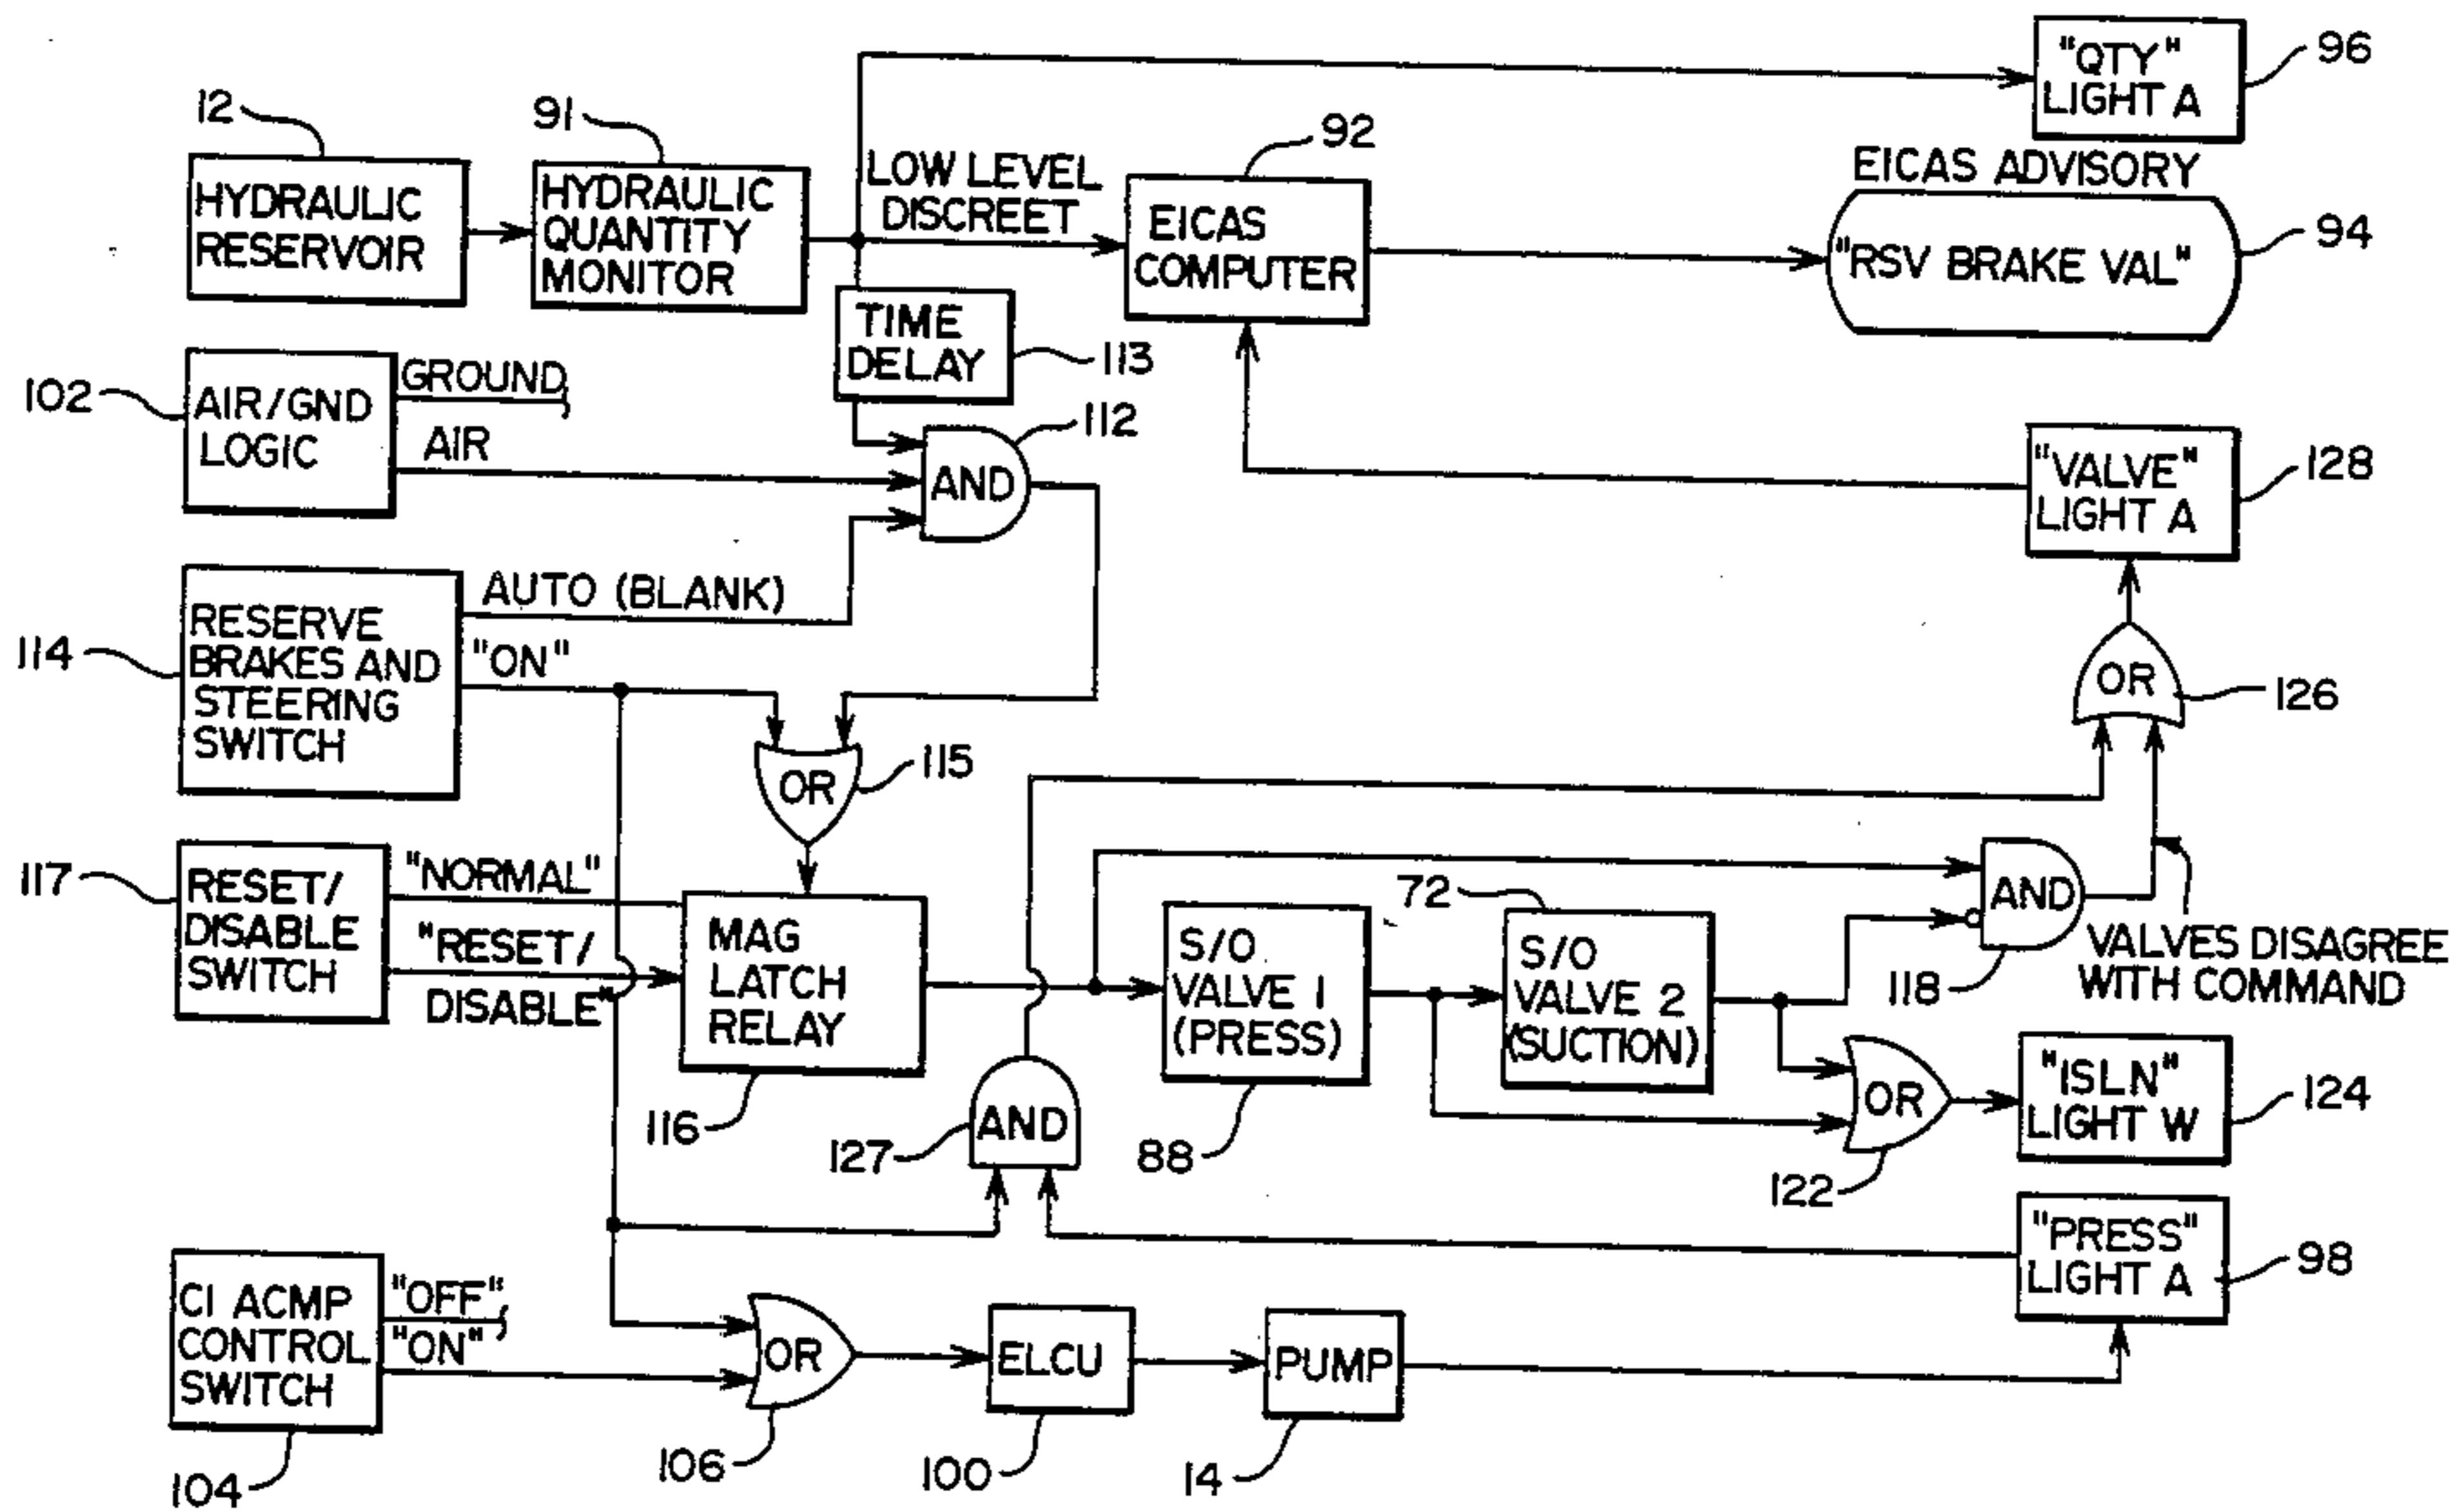 "QTY"
LIGHT A
96
12
91
92
EICAS ADVISORY
HYDRAULIC
RESERVOIR
HYDRAULIC
QUANTITY
MONITOR
LOW LEVEL
DISCREET
EICAS
COMPUTER
"RSV BRAKE VAL"
94
TIME
DELAY
113
102
AIR/GND
LOGIC
GROUND
AIR
112
AND
"VALVE"
LIGHT A
128
114
RESERVE
BRAKES AND
STEERING
SWITCH
AUTO (BLANK)
"ON"
OR
115
OR
126
117
RESET/
DISABLE
SWITCH
"NORMAL"
"RESET/
DISABLE"
MAG
LATCH
RELAY
116
S/O
VALVE 1
(PRESS)
88
72
S/O
VALVE 2
(SUCTION)
AND
118
VALVES DISAGREE
WITH COMMAND
127
AND
OR
122
"ISLN"
LIGHT W
124
"PRESS"
LIGHT A
98
CI ACMP
CONTROL
SWITCH
104
"OFF"
"ON"
OR
106
ELCU
100
PUMP
14